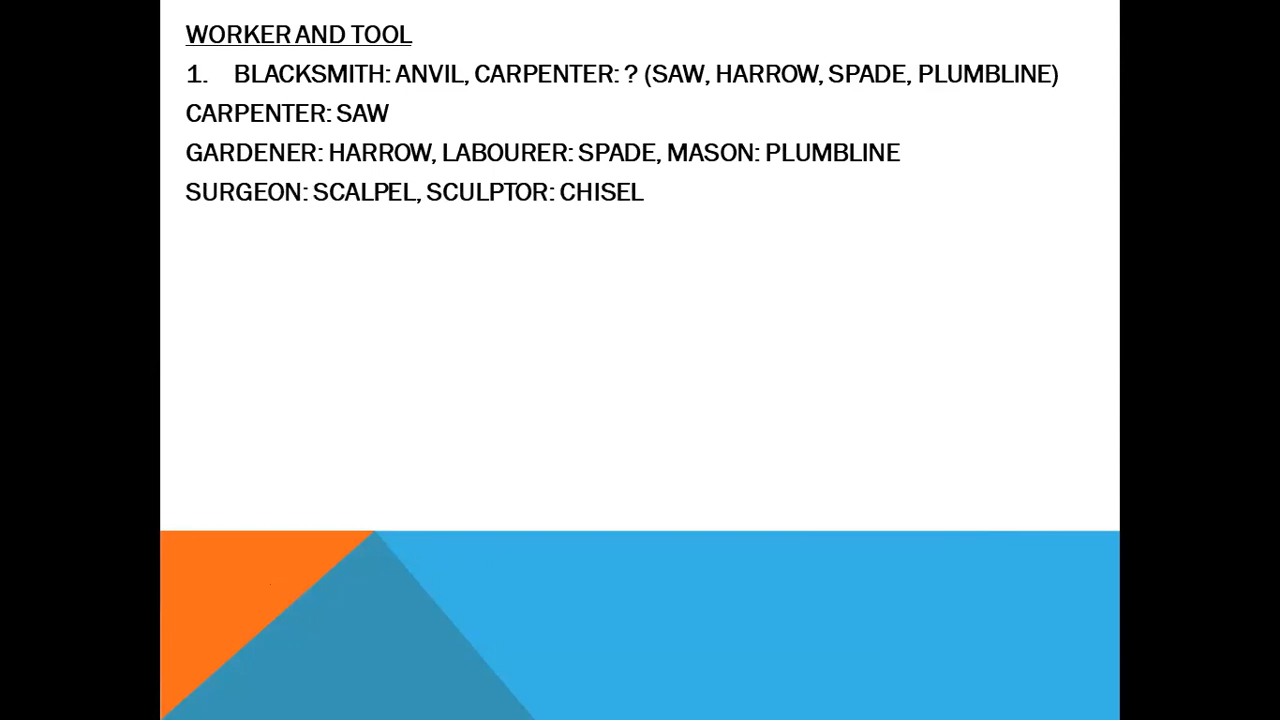 WORKER AND TOOL
1. BLACKSMITH: ANVIL, CARPENTER: ? (SAW, HARROW, SPADE, PLUMBLINE)
CARPENTER: SAW
GARDENER: HARROW, LABOURER: SPADE, MASON: PLUMBLINE
SURGEON: SCALPEL, SCULPTOR: CHISEL